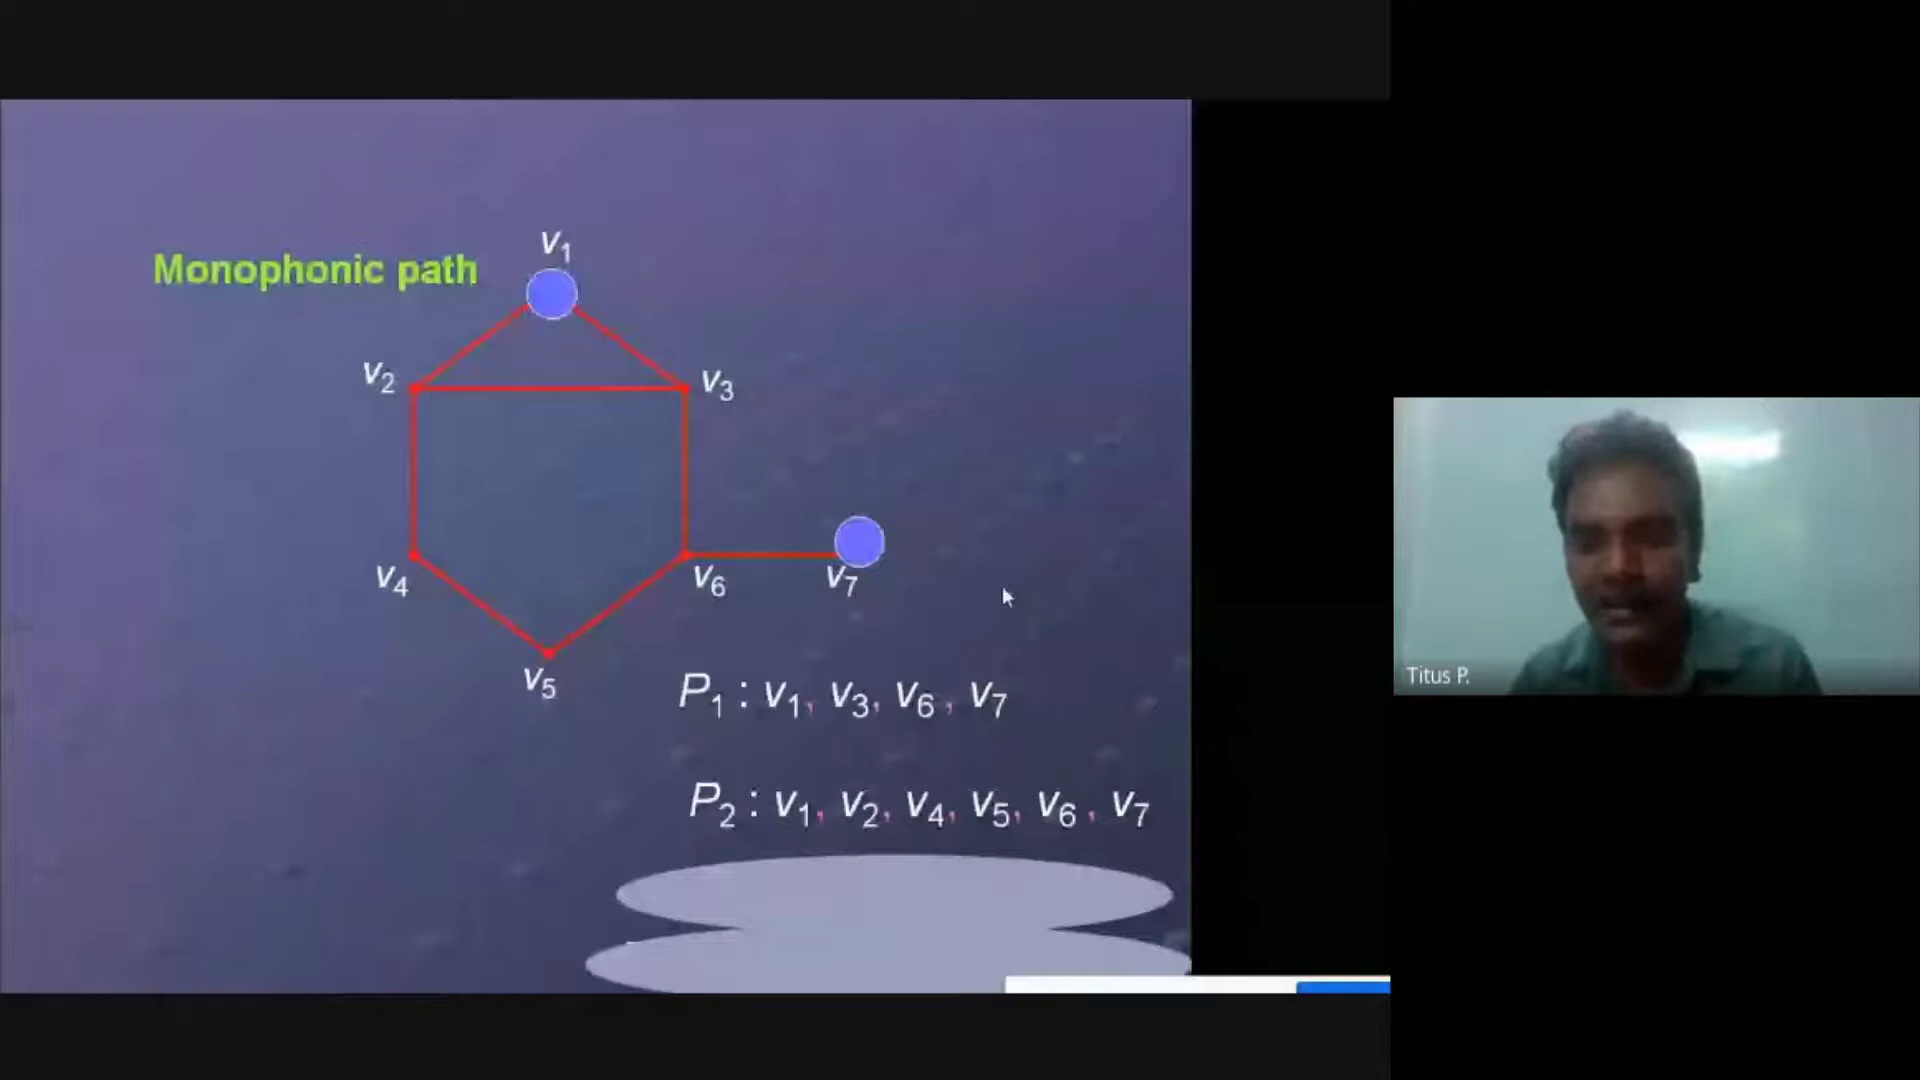 Monophonic path
v₁
v₂
v₃
v₄
v₆
v₇
v₅
P₁ : v₁, v₃, v₆ , v₇
P₂ : v₁, v₂, v₄, v₅, v₆ , v₇
Titus P.